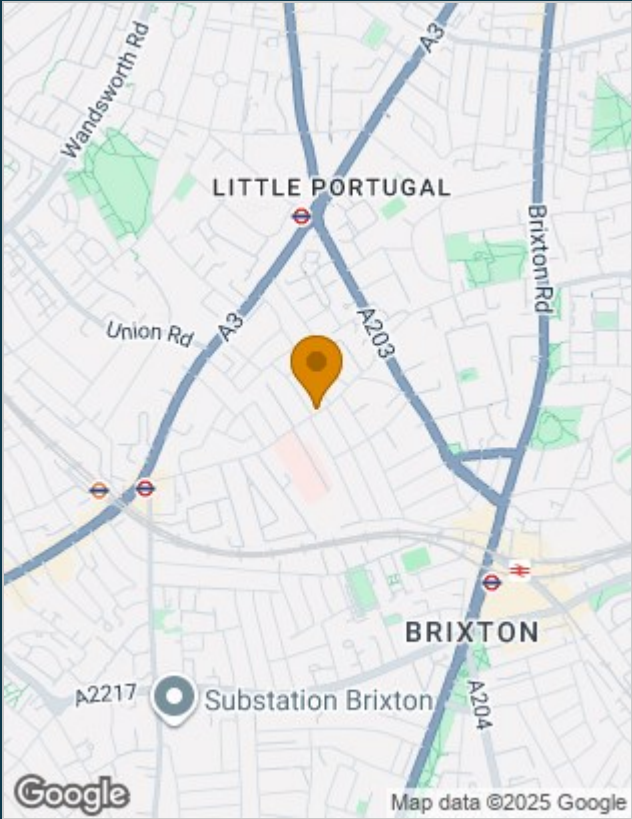 A3
Wandsworth Rd
LITTLE PORTUGAL
Brixton Rd
A203
A3
Union Rd
BRIXTON
A2217
Substation Brixton
A204
Google
Map data ©2025 Google